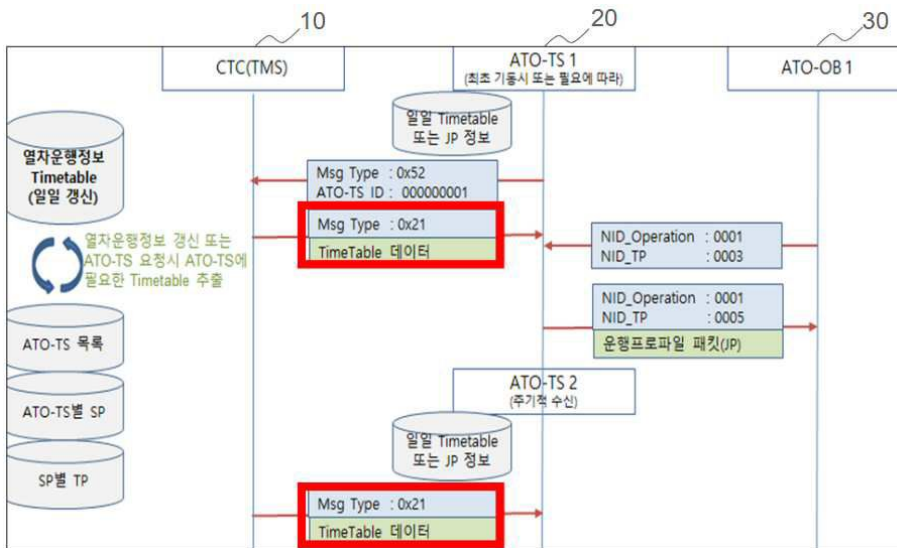 10
20
30
CTC(TMS)
ATO-TS 1
(최초 기동시 또는 필요에 따라)
ATO-OB 1
일일 Timetable
또는 JP 정보
열차운행정보
Timetable
(일일 갱신)
Msg Type : 0x52
ATO-TS ID : 000000001
Msg Type : 0x21
TimeTable 데이터
NID_Operation : 0001
NID_TP : 0003
열차운행정보 갱신 또는
ATO-TS 요청시 ATO-TS에
필요한 Timetable 추출
NID_Operation : 0001
NID_TP : 0005
운행프로파일 패킷(JP)
ATO-TS 목록
ATO-TS 2
(주기적 수신)
ATO-TS별 SP
일일 Timetable
또는 JP 정보
SP별 TP
Msg Type : 0x21
TimeTable 데이터